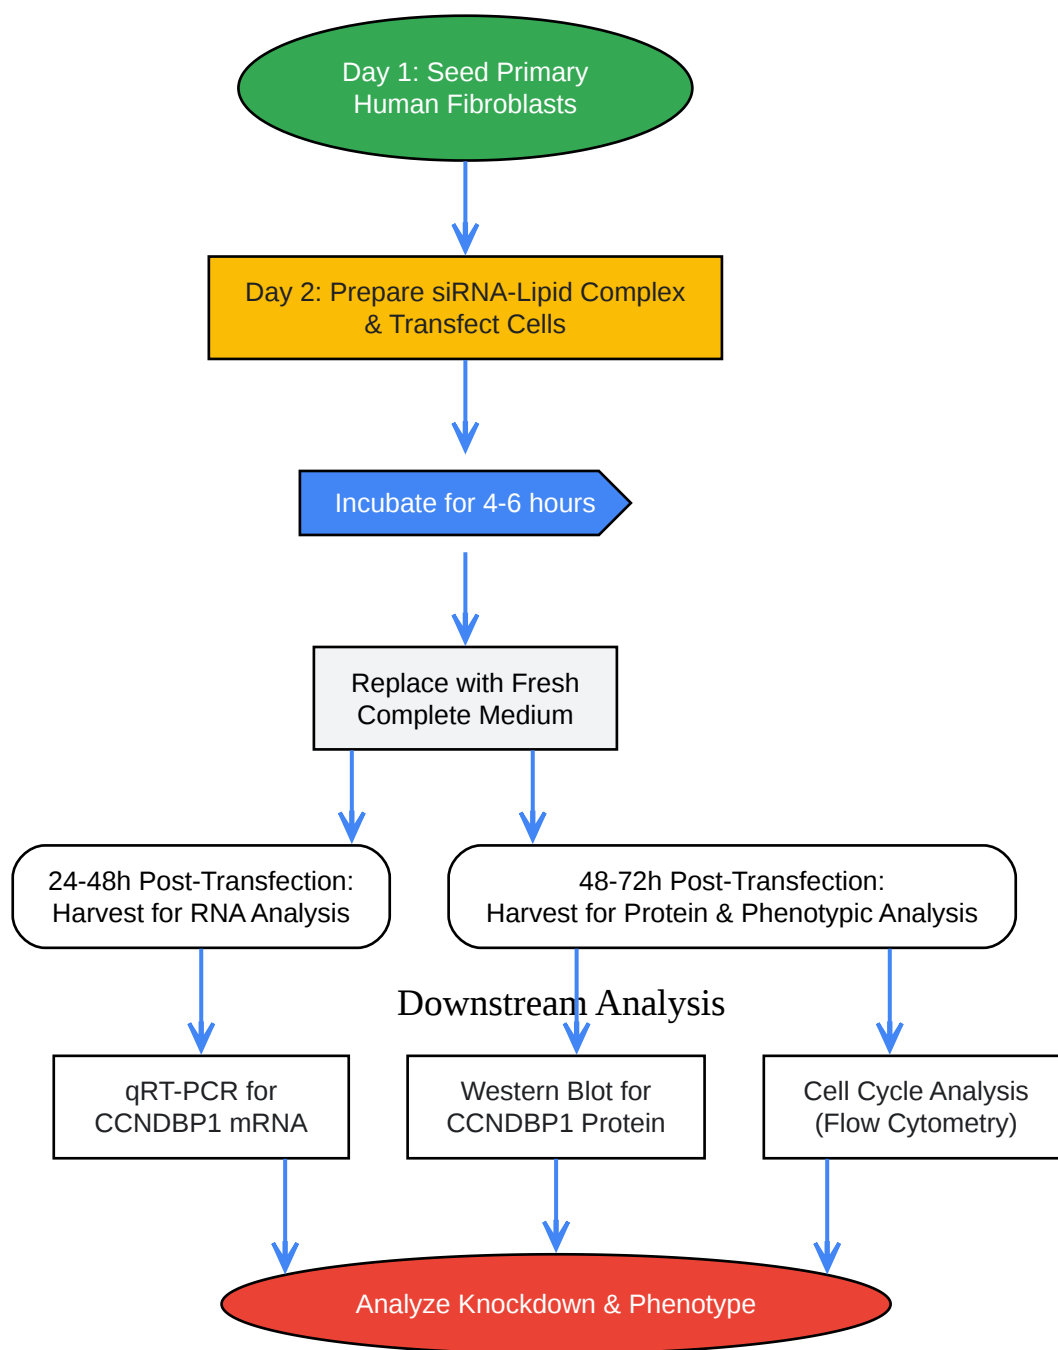 Day 1: Seed Primary
Human Fibroblasts
Day 2: Prepare siRNA-Lipid Complex
& Transfect Cells
Incubate for 4-6 hours
Replace with Fresh
Complete Medium
24-48h Post-Transfection:
Harvest for RNA Analysis
48-72h Post-Transfection:
Harvest for Protein & Phenotypic Analysis
Downstream Analysis
qRT-PCR for
CCNDBP1 mRNA
Western Blot for
CCNDBP1 Protein
Cell Cycle Analysis
(Flow Cytometry)
Analyze Knockdown & Phenotype